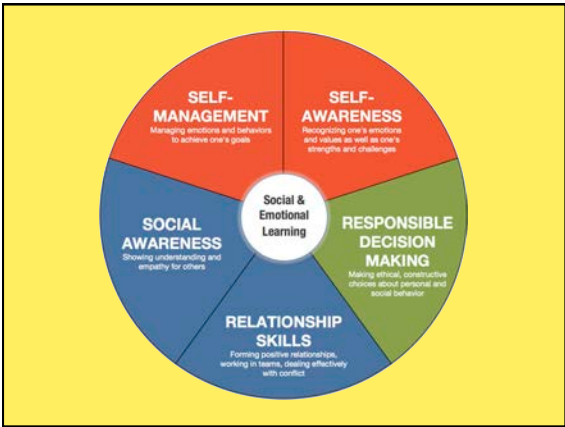 SELF-
MANAGEMENT
Managing emotions and behaviors
to achieve one's goals
SELF-
AWARENESS
Recognizing one's emotions
and values as well as one's
strengths and challenges
SOCIAL
AWARENESS
Showing understanding and
empathy for others
Social &
Emotional
Learning
RESPONSIBLE
DECISION
MAKING
Making ethical, constructive
choices about personal and
social behavior
RELATIONSHIP
SKILLS
Forming positive relationships,
working in teams, dealing effectively
with conflict